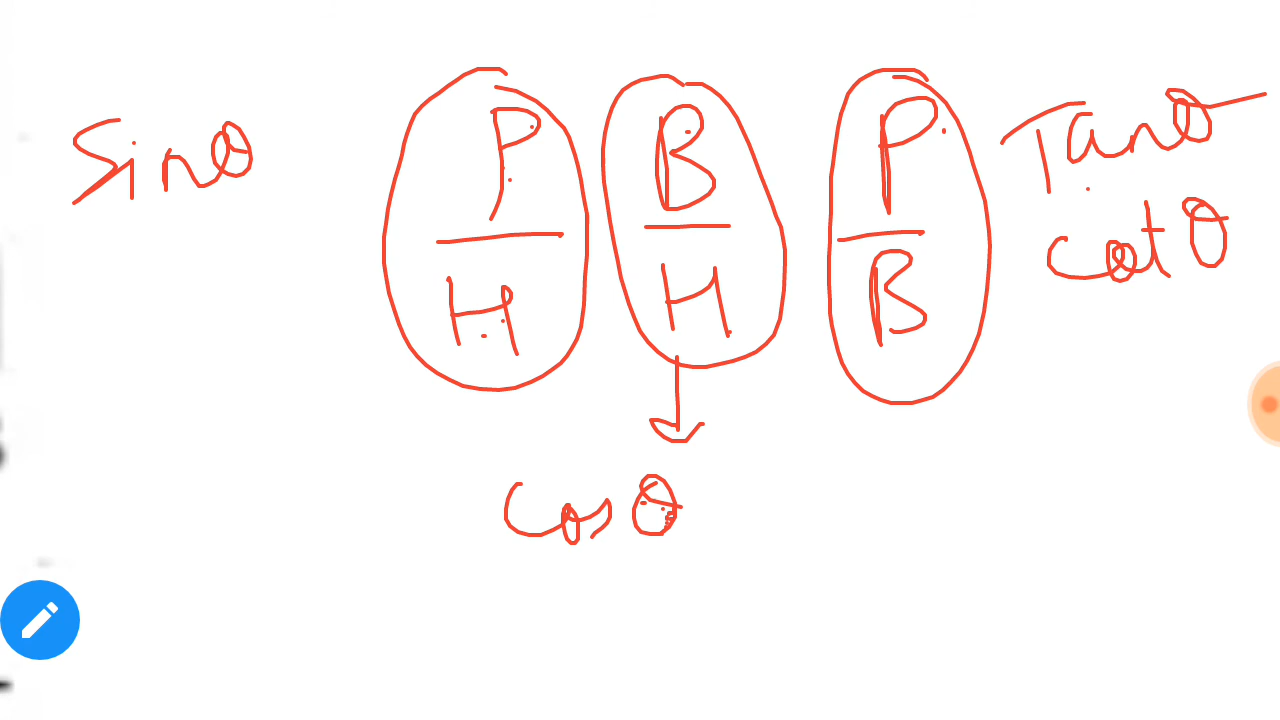 Sinθ P/H B/H P/B Tanθ
cotθ
Cosθ